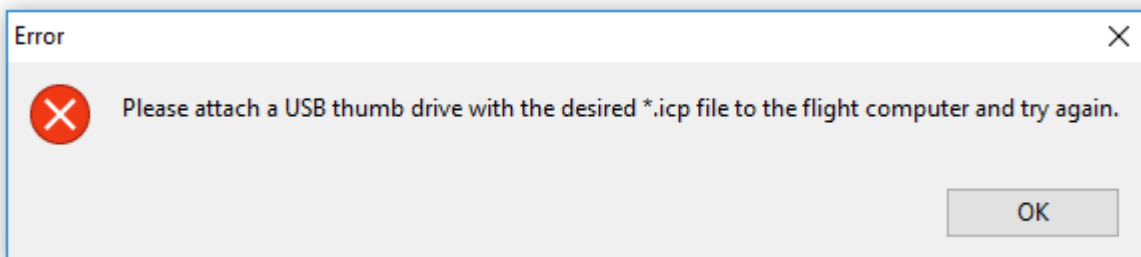 Error
Please attach a USB thumb drive with the desired *.icp file to the flight computer and try again.
OK